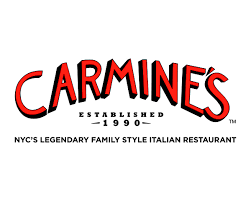 CARMINE'S
ESTABLISHED
1990
™
NYC'S LEGENDARY FAMILY STYLE ITALIAN RESTAURANT